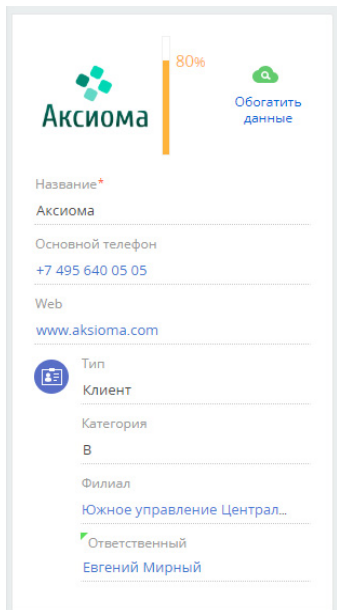 Аксиома
80%
Обогатить
данные
Название*
Аксиома
Основной телефон
+7 495 640 05 05
Web
www.aksioma.com
Тип
Клиент
Категория
В
Филиал
Южное управление Централ...
Ответственный
Евгений Мирный